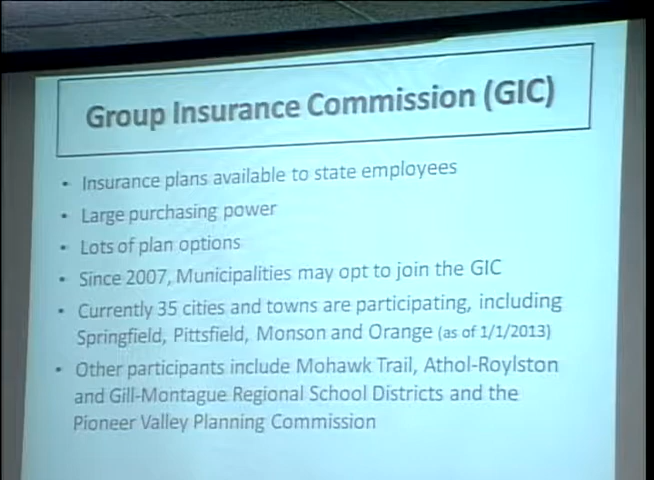 Group Insurance Commission (GIC)
• Insurance plans available to state employees
• Large purchasing power
• Lots of plan options
• Since 2007, Municipalities may opt to join the GIC
• Currently 35 cities and towns are participating, including
Springfield, Pittsfield, Monson and Orange (as of 1/1/2013)
• Other participants include Mohawk Trail, Athol-Roylston
and Gill-Montague Regional School Districts and the
Pioneer Valley Planning Commission